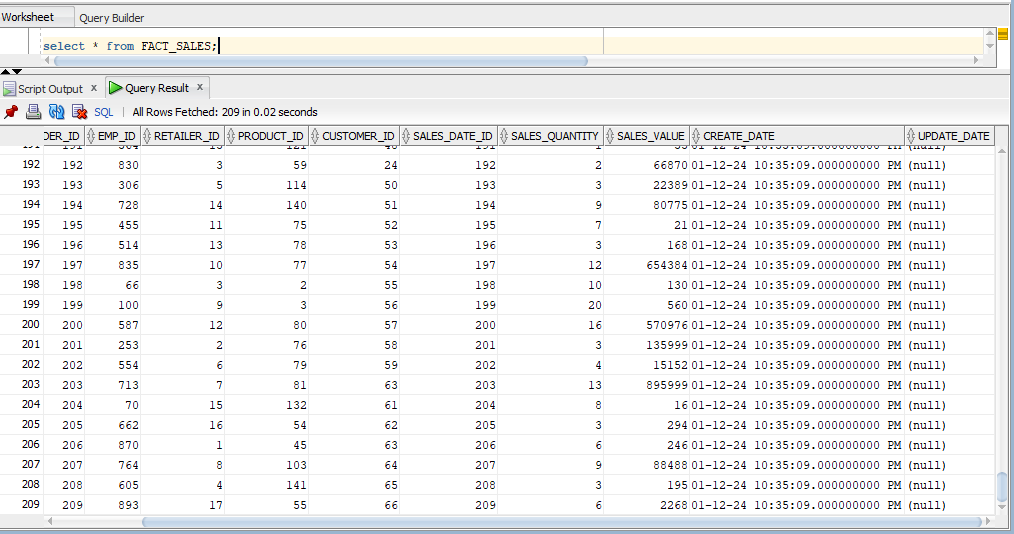 Worksheet Query Builder
select * from FACT_SALES;
Script Output x Query Result x
SQL | All Rows Fetched: 209 in 0.02 seconds
DER_ID EMP_ID RETAILER_ID PRODUCT_ID CUSTOMER_ID SALES_DATE_ID SALES_QUANTITY SALES_VALUE CREATE_DATE UPDATE_DATE
192 192 830 3 59 24 192 2 66870 01-12-24 10:35:09.000000000 PM (null)
193 193 306 5 114 50 193 3 22389 01-12-24 10:35:09.000000000 PM (null)
194 194 728 14 140 51 194 9 80775 01-12-24 10:35:09.000000000 PM (null)
195 195 455 11 75 52 195 7 21 01-12-24 10:35:09.000000000 PM (null)
196 196 514 13 78 53 196 3 168 01-12-24 10:35:09.000000000 PM (null)
197 197 835 10 77 54 197 12 654384 01-12-24 10:35:09.000000000 PM (null)
198 198 66 3 2 55 198 10 130 01-12-24 10:35:09.000000000 PM (null)
199 199 100 9 3 56 199 20 560 01-12-24 10:35:09.000000000 PM (null)
200 200 587 12 80 57 200 16 570976 01-12-24 10:35:09.000000000 PM (null)
201 201 253 2 76 58 201 3 135999 01-12-24 10:35:09.000000000 PM (null)
202 202 554 6 79 59 202 4 15152 01-12-24 10:35:09.000000000 PM (null)
203 203 713 7 81 63 203 13 895999 01-12-24 10:35:09.000000000 PM (null)
204 204 70 15 132 61 204 8 16 01-12-24 10:35:09.000000000 PM (null)
205 205 662 16 54 62 205 3 294 01-12-24 10:35:09.000000000 PM (null)
206 206 870 1 45 63 206 6 246 01-12-24 10:35:09.000000000 PM (null)
207 207 764 8 103 64 207 9 88488 01-12-24 10:35:09.000000000 PM (null)
208 208 605 4 141 65 208 3 195 01-12-24 10:35:09.000000000 PM (null)
209 209 893 17 55 66 209 6 2268 01-12-24 10:35:09.000000000 PM (null)